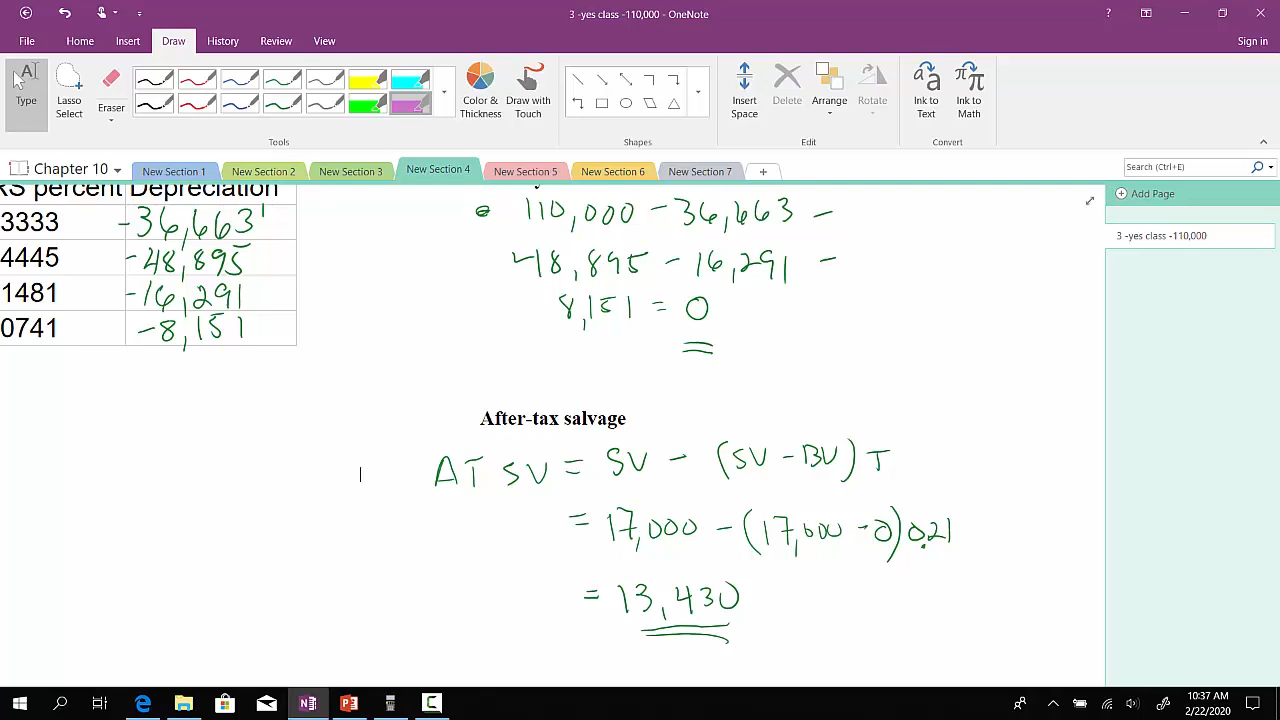 3 -yes class -110,000 - OneNote
Sign in
File Home Insert Draw History Review View
Type
Lasso Select
Eraser
Color & Thickness
Draw with Touch
Insert Space
Delete
Arrange
Rotate
Ink to Text
Ink to Math
Tools
Shapes
Edit
Convert
Chapter 10
New Section 1
New Section 2
New Section 3
New Section 4
New Section 5
New Section 6
New Section 7
Search (Ctrl+E)
Add Page
3 -yes class -110,000
RS percent Depreciation
3333 -36,663
4445 -48,895
1481 -16,291
0741 -8,151
110,000 - 36,663 -
48,895 - 16,291 -
8,151 = 0
After-tax salvage
AT SV = SV - (SV - BV) T
= 17,000 - (17,000 - 0) 0.21
= 13,430
10:37 AM
2/22/2020